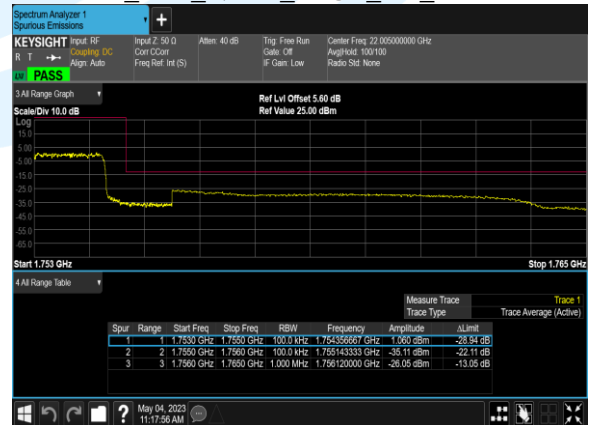 Spectrum Analyzer 1
Spurious Emissions
+
KEYSIGHT Input: RF Input Z: 50 Ω Atten: 40 dB Trig: Free Run Center Freq: 22.005000000 GHz
R T Coupling: DC Corr CCorr Gate: Off Avg|Hold: 100/100
Align: Auto Freq Ref: Int (S) IF Gain: Low Radio Std: None
LV PASS
3 All Range Graph
Ref Lvl Offset 5.60 dB
Scale/Div 10.0 dB Ref Value 25.00 dBm
Log
15.0
5.00
-5.00
-15.0
-25.0
-35.0
-45.0
-55.0
-65.0
Start 1.753 GHz Stop 1.765 GHz
4 All Range Table
Measure Trace Trace 1
Trace Type Trace Average (Active)
Spur Range Start Freq Stop Freq RBW Frequency Amplitude ΔLimit
1 1 1.7530 GHz 1.7550 GHz 100.0 kHz 1.754356667 GHz 1.060 dBm -28.94 dB
2 2 1.7550 GHz 1.7560 GHz 100.0 kHz 1.755143333 GHz -35.11 dBm -22.11 dB
3 3 1.7560 GHz 1.7650 GHz 1.000 MHz 1.756120000 GHz -26.05 dBm -13.05 dB
?
May 04, 2023
11:17:56 AM